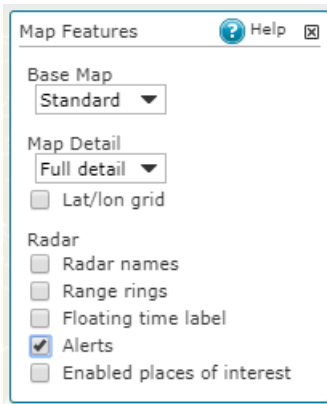 Map Features Help
Base Map
Standard
Map Detail
Full detail
Lat/lon grid
Radar
Radar names
Range rings
Floating time label
Alerts
Enabled places of interest